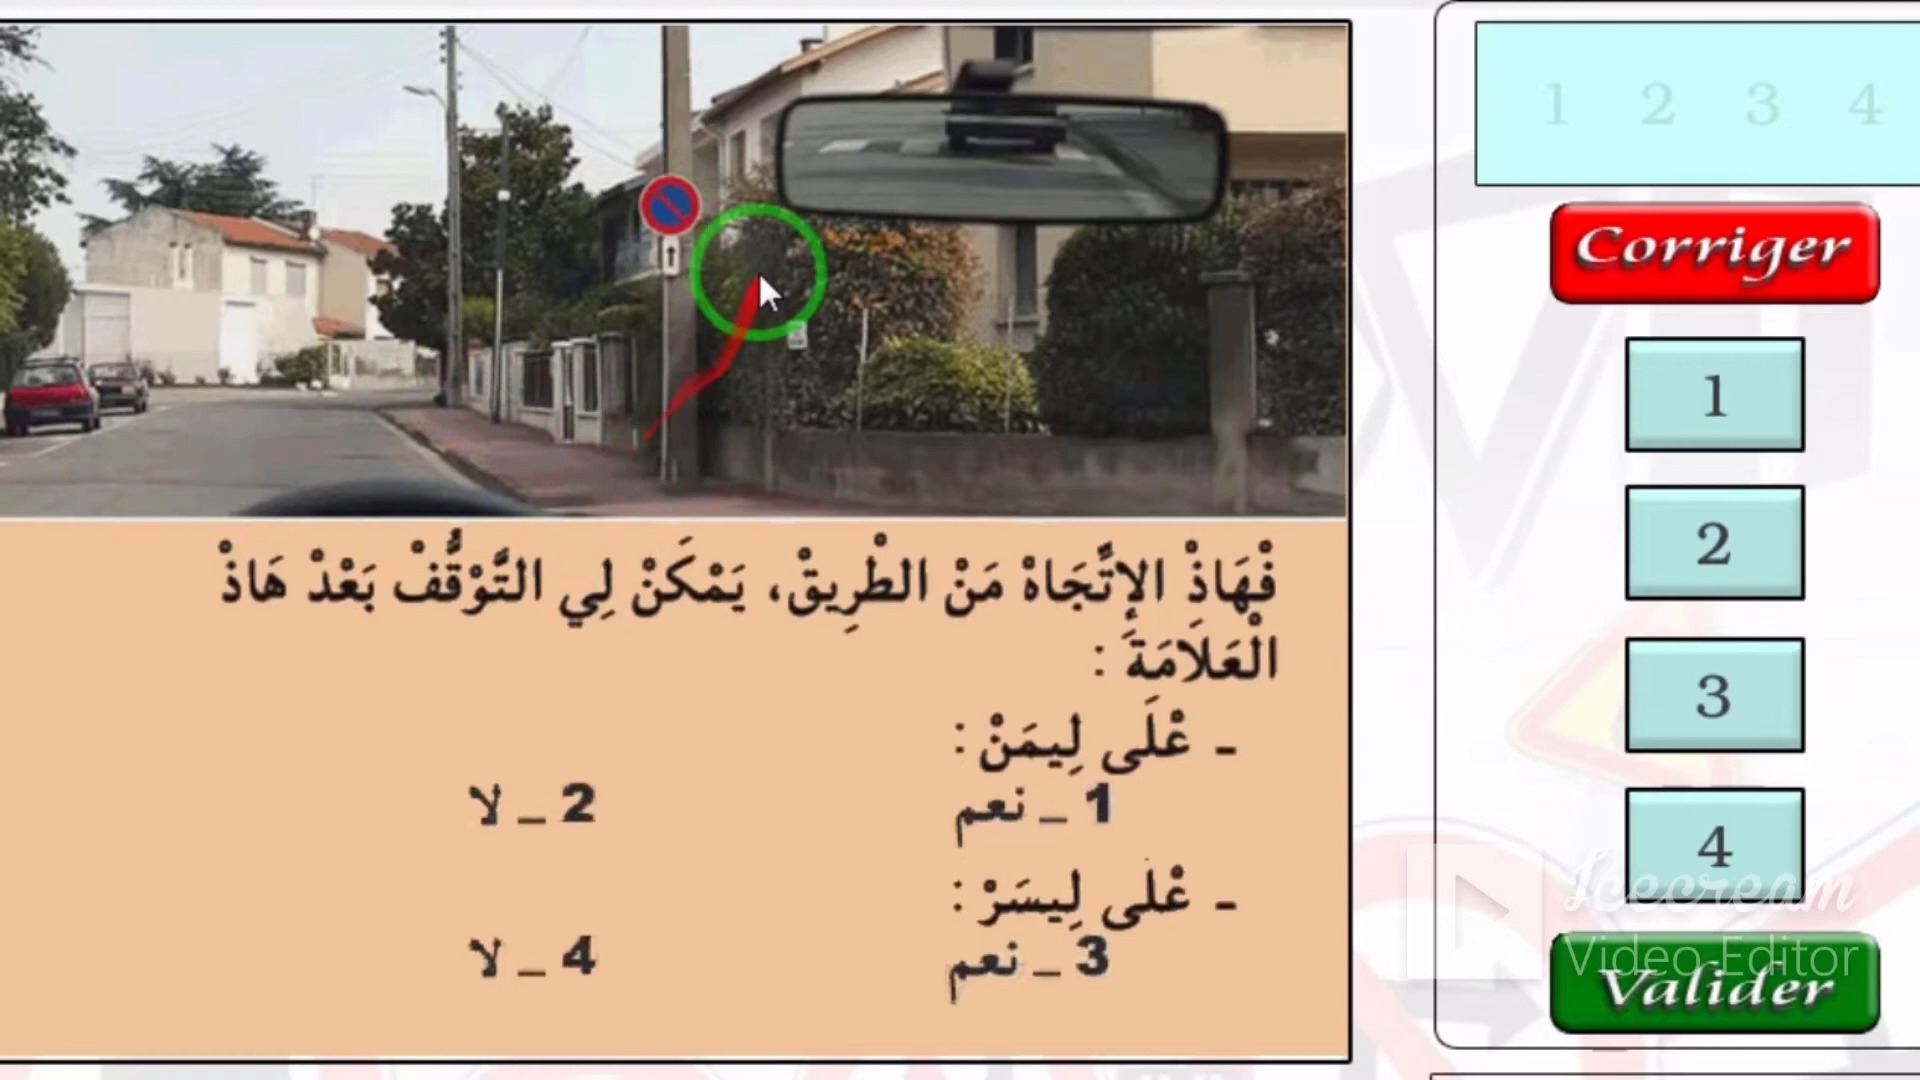 1 2 3 4
Corriger
1
2
3
4
Valider
فْهَاذِْ الإِتِّجَاهْ مَنْ الطْرِيقْ، يَمْكَنْ لِي التَّوْقُّفْ بَعْدْ هَاذْ
الْعَلاَمَةَ :
- عْلَى لِيمَنْ :
1 _ نعم 2 _ لا
- عْلَى لِيسَرْ :
3 _ نعم 4 _ لا
Icecream
Video Editor